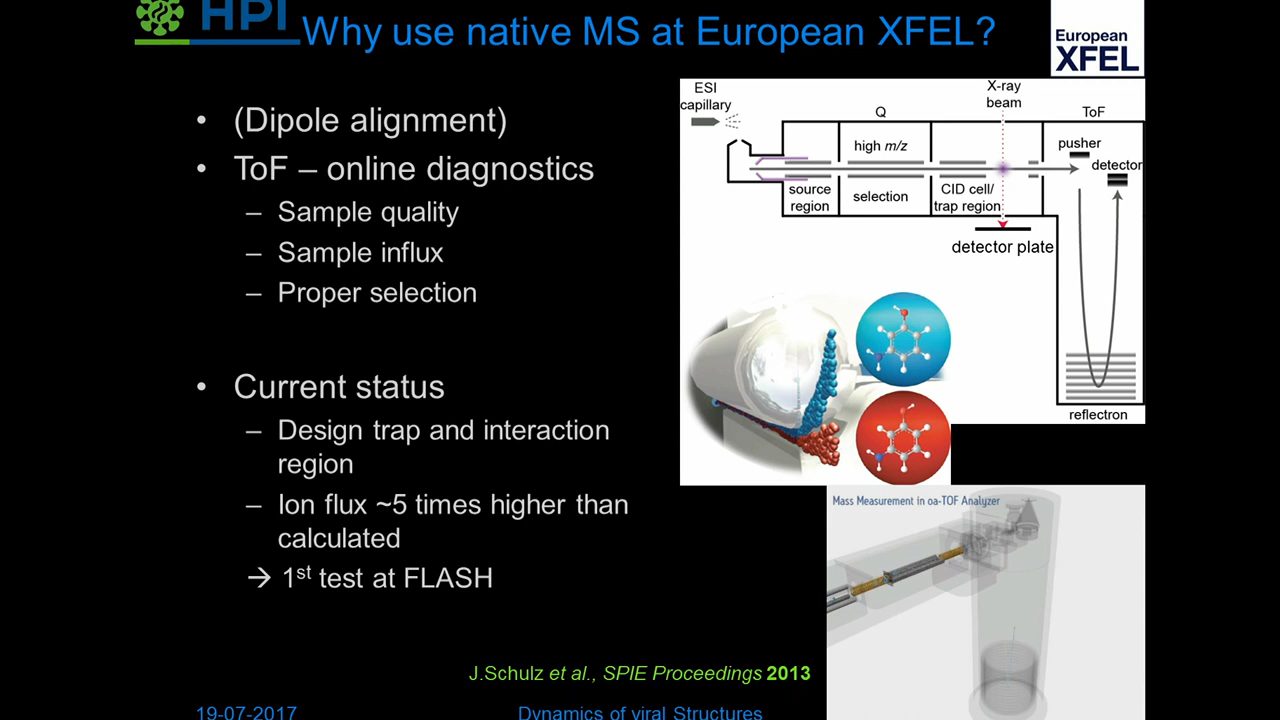 HPI
Why use native MS at European XFEL?
European
XFEL
• (Dipole alignment)
• ToF – online diagnostics
– Sample quality
– Sample influx
– Proper selection
• Current status
– Design trap and interaction
region
– Ion flux ~5 times higher than
calculated
→ 1st test at FLASH
ESI
capillary
X-ray
beam
Q
ToF
high m/z
pusher
detector
source
region
selection
CID cell/
trap region
detector plate
reflectron
Mass Measurement in oa-TOF Analyzer
J.Schulz et al., SPIE Proceedings 2013
19-07-2017
Dynamics of viral Structures